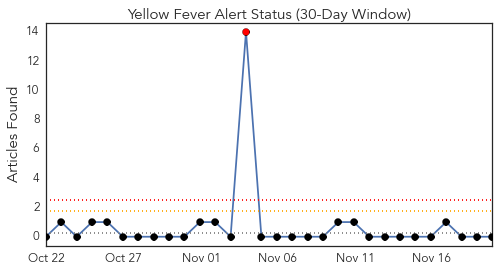 Yellow Fever Alert Status (30-Day Window)
Articles Found
14
12
10
8
6
4
2
0
Oct 22 Oct 27 Nov 01 Nov 06 Nov 11 Nov 16